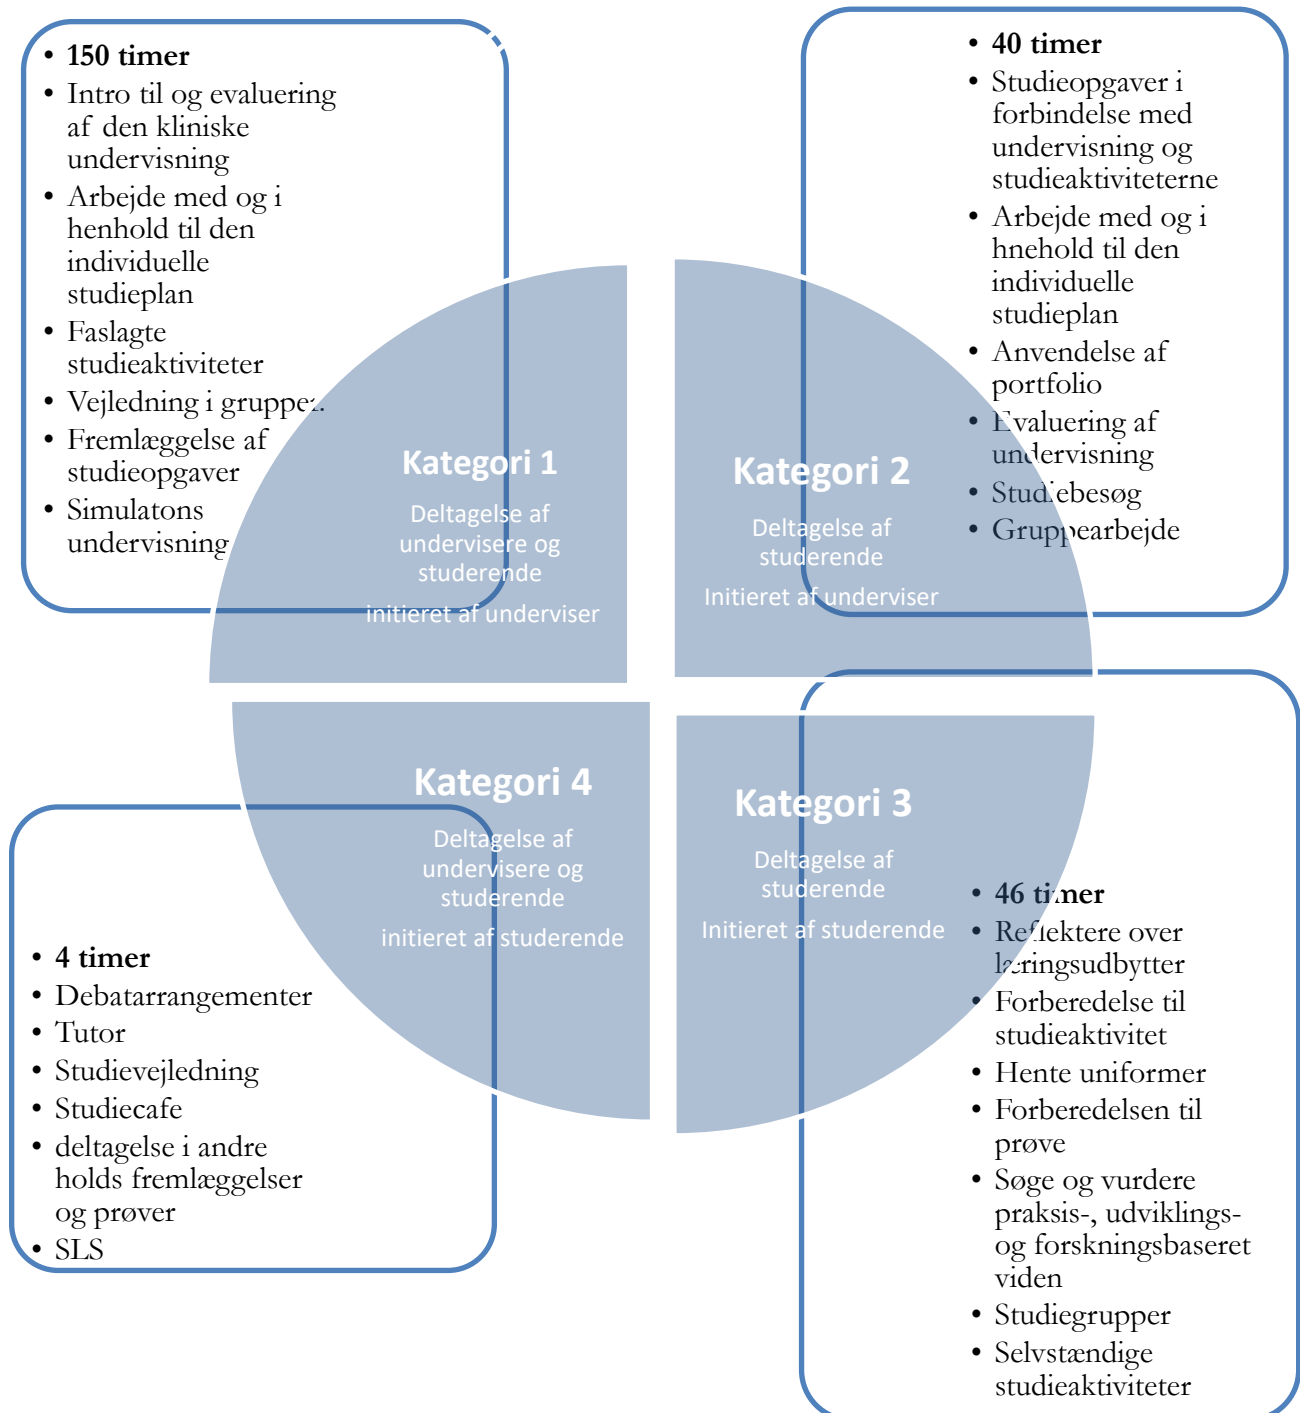 • 150 timer
• Intro til og evaluering
af den kliniske
undervisning
• Arbejde med og i
henhold til den
individuelle
studieplan
• Faslagte
studieaktiviteter
• Vejledning i grupper.
• Fremlæggelse af
studieopgaver
• Simulatons
undervisning
• 40 timer
• Studieopgaver i
forbindelse med
undervisning og
studieaktiviteterne
• Arbejde med og i
hnehold til den
individuelle
studieplan
• Anvendelse af
portfolio
• Evaluering af
undervisning
• Studiebesøg
• Gruppearbejde
Kategori 1
Deltagelse af
undervisere og
studerende
initieret af underviser
Kategori 2
Deltagelse af
studerende
Initieret af underviser
Kategori 4
Deltagelse af
undervisere og
studerende
initieret af studerende
Kategori 3
Deltagelse af
studerende
Initieret af studerende
• 4 timer
• Debatarrangementer
• Tutor
• Studievejledning
• Studiecafe
• deltagelse i andre
holds fremlæggelser
og prøver
• SLS
• 46 timer
• Reflektere over
læringsudbytter
• Forberedelse til
studieaktivitet
• Hente uniformer
• Forberedelsen til
prøve
• Søge og vurdere
praksis-, udviklings-
og forskningsbaseret
viden
• Studiegrupper
• Selvstændige
studieaktiviteter